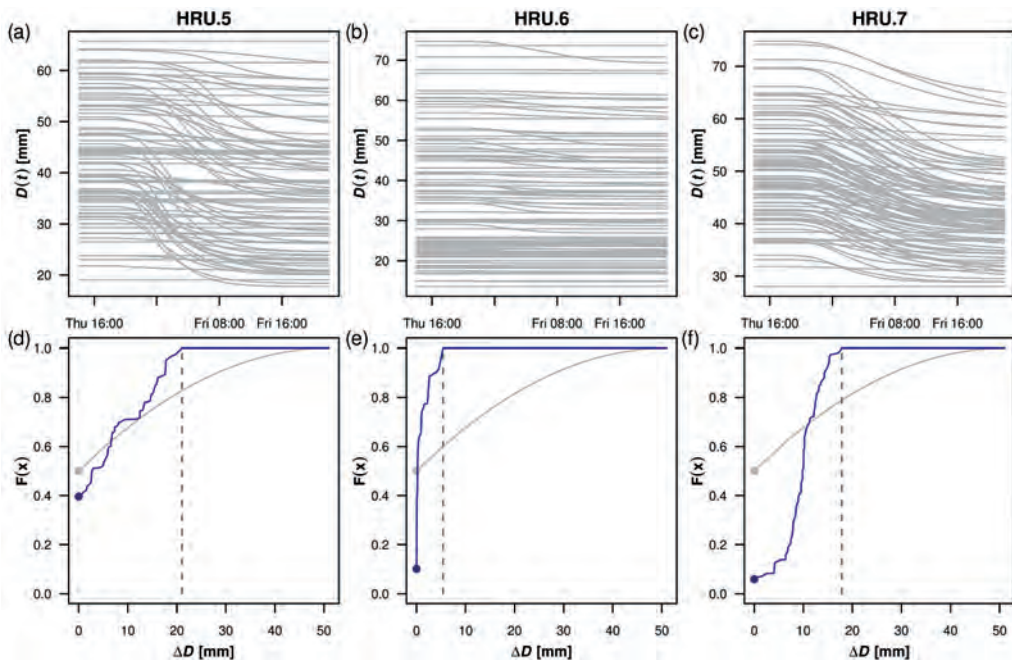 HRU.5 HRU.6 HRU.7
(a) (b) (c)
D(t) [mm] D(t) [mm] D(t) [mm]
60 50 40 30 20
70 60 50 40 30 20
70 60 50 40 30
Thu 16:00 Fri 08:00 Fri 16:00 Thu 16:00 Fri 08:00 Fri 16:00 Thu 16:00 Fri 08:00 Fri 16:00
(d) (e) (f)
F(x) F(x) F(x)
1.0 0.8 0.6 0.4 0.2 0.0
1.0 0.8 0.6 0.4 0.2 0.0
1.0 0.8 0.6 0.4 0.2 0.0
0 10 20 30 40 50 0 10 20 30 40 50 0 10 20 30 40 50
ΔD [mm] ΔD [mm] ΔD [mm]